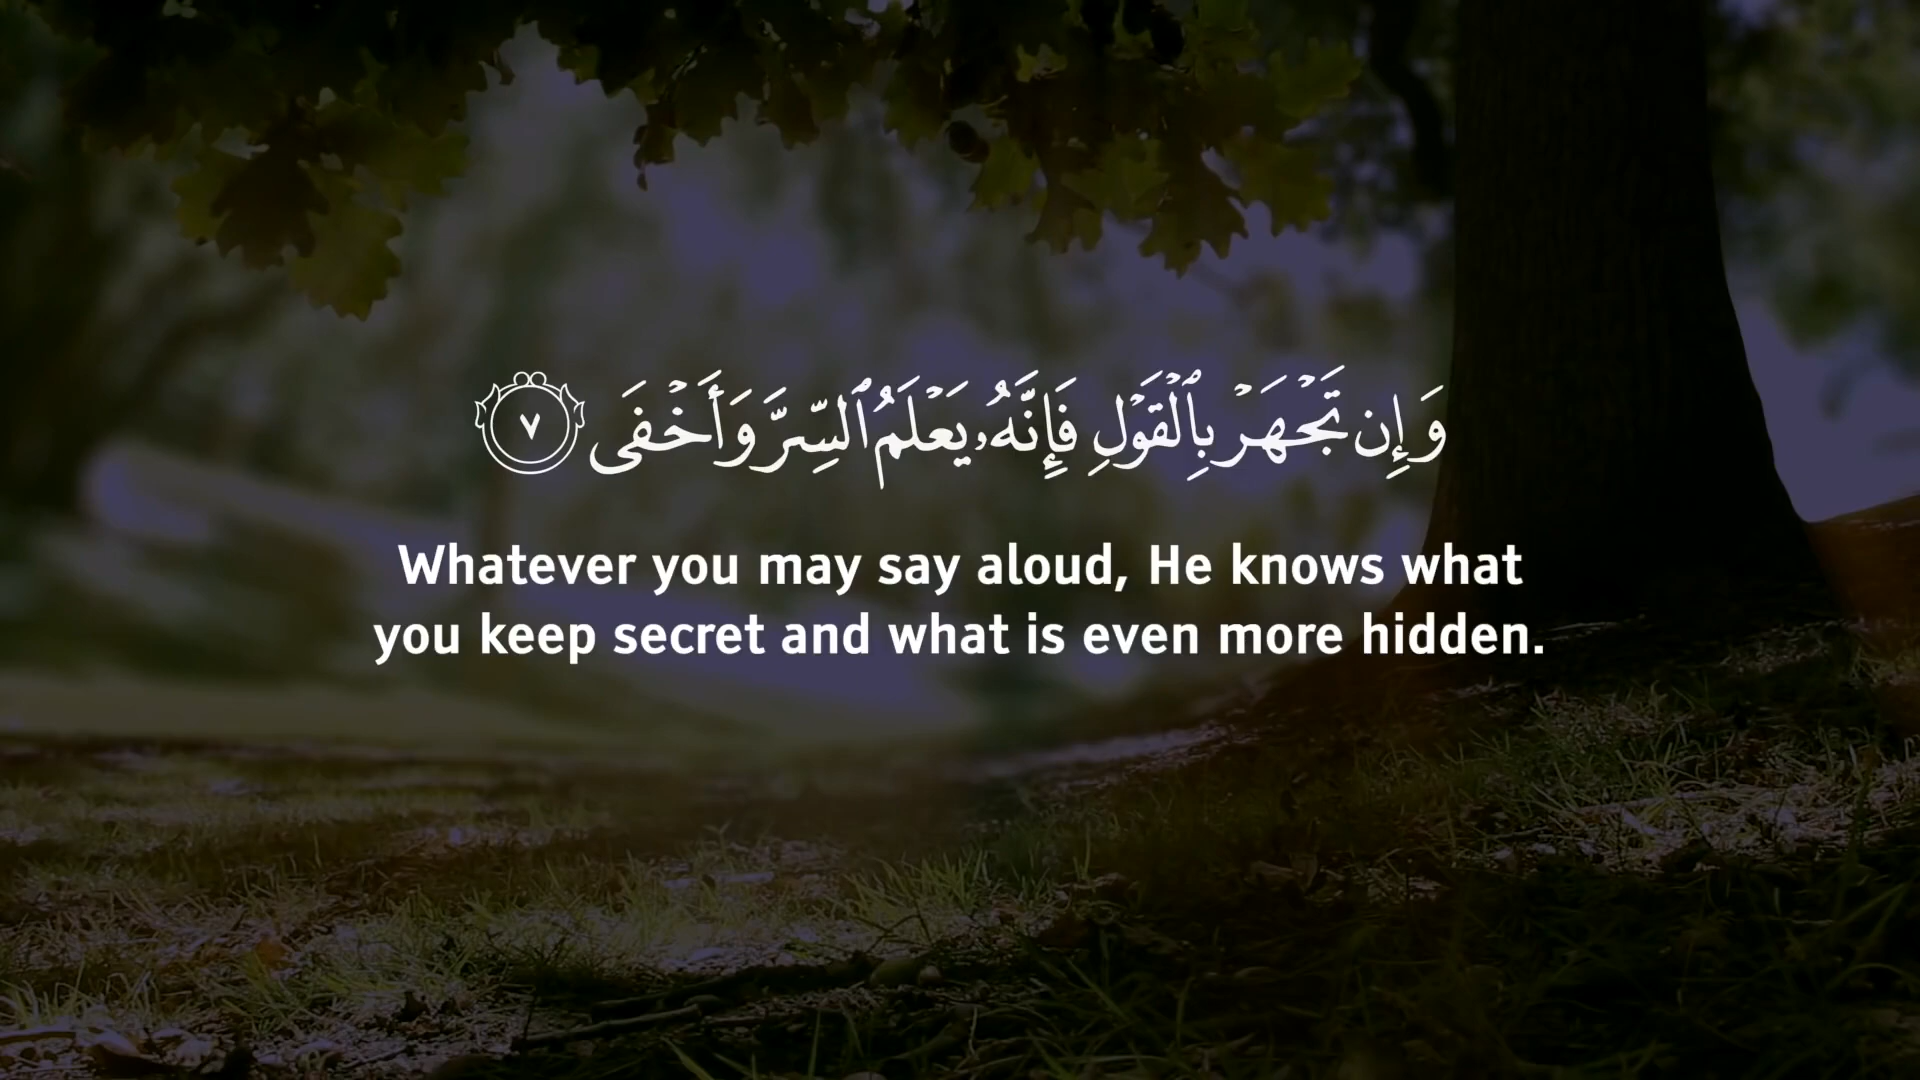 وَإِن تَجْهَرْ بِٱلْقَوْلِ فَإِنَّهُۥ يَعْلَمُ ٱلسِّرَّ وَأَخْفَى ٧
Whatever you may say aloud, He knows what
you keep secret and what is even more hidden.